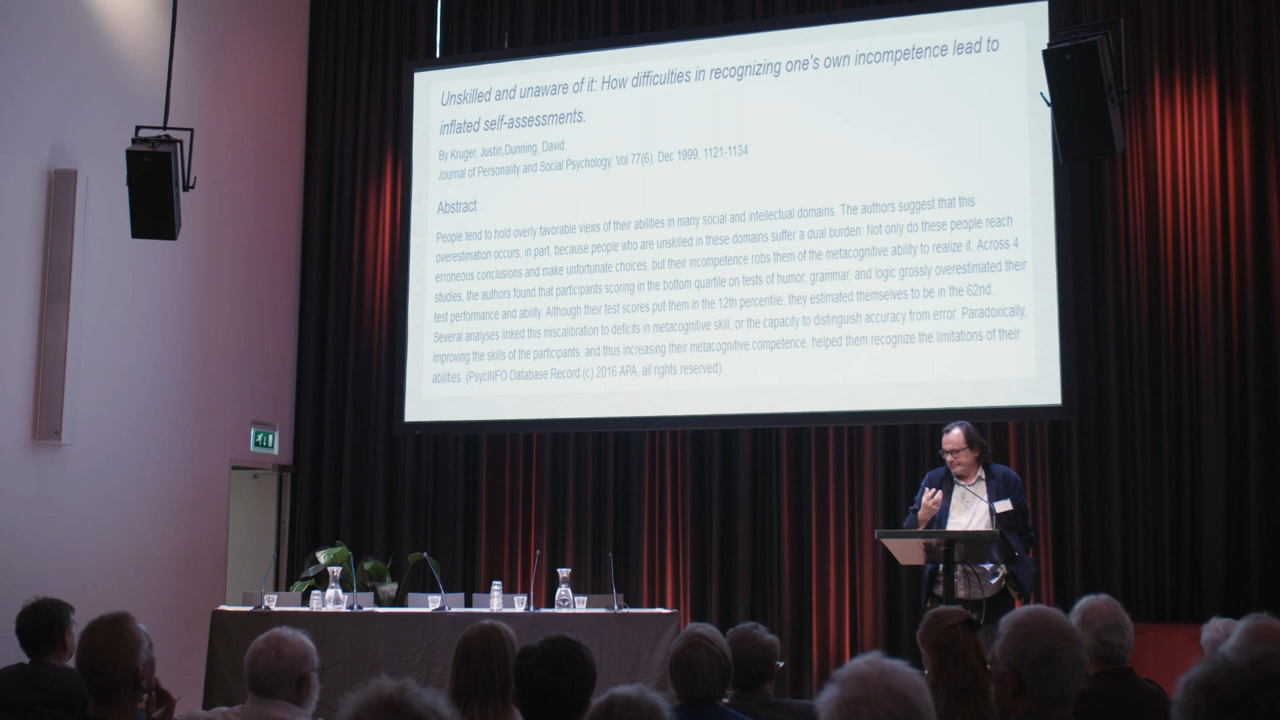 Unskilled and unaware of it: How difficulties in recognizing one's own incompetence lead to
inflated self-assessments.
By Kruger, Justin,Dunning, David
Journal of Personality and Social Psychology, Vol 77(6), Dec 1999, 1121-1134
Abstract
People tend to hold overly favorable views of their abilities in many social and intellectual domains. The authors suggest that this
overestimation occurs, in part, because people who are unskilled in these domains suffer a dual burden: Not only do these people reach
erroneous conclusions and make unfortunate choices, but their incompetence robs them of the metacognitive ability to realize it. Across 4
studies, the authors found that participants scoring in the bottom quartile on tests of humor, grammar, and logic grossly overestimated their
test performance and ability. Although their test scores put them in the 12th percentile, they estimated themselves to be in the 62nd.
Several analyses linked this miscalibration to deficits in metacognitive skill, or the capacity to distinguish accuracy from error. Paradoxically,
improving the skills of the participants, and thus increasing their metacognitive competence, helped them recognize the limitations of their
abilities. (PsycINFO Database Record (c) 2016 APA, all rights reserved)